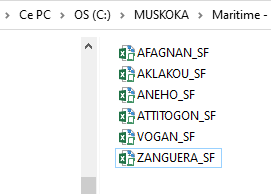 Ce PC > OS (C:) > MUSKOKA > Maritime -
AFAGNAN_SF
AKLAKOU_SF
ANEHO_SF
ATTITOGON_SF
VOGAN_SF
ZANGUERA_SF